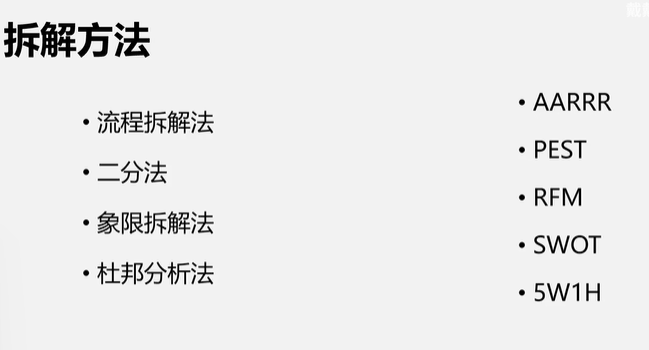 拆解方法
• 流程拆解法
• 二分法
• 象限拆解法
• 杜邦分析法
• AARRR
• PEST
• RFM
• SWOT
• 5W1H